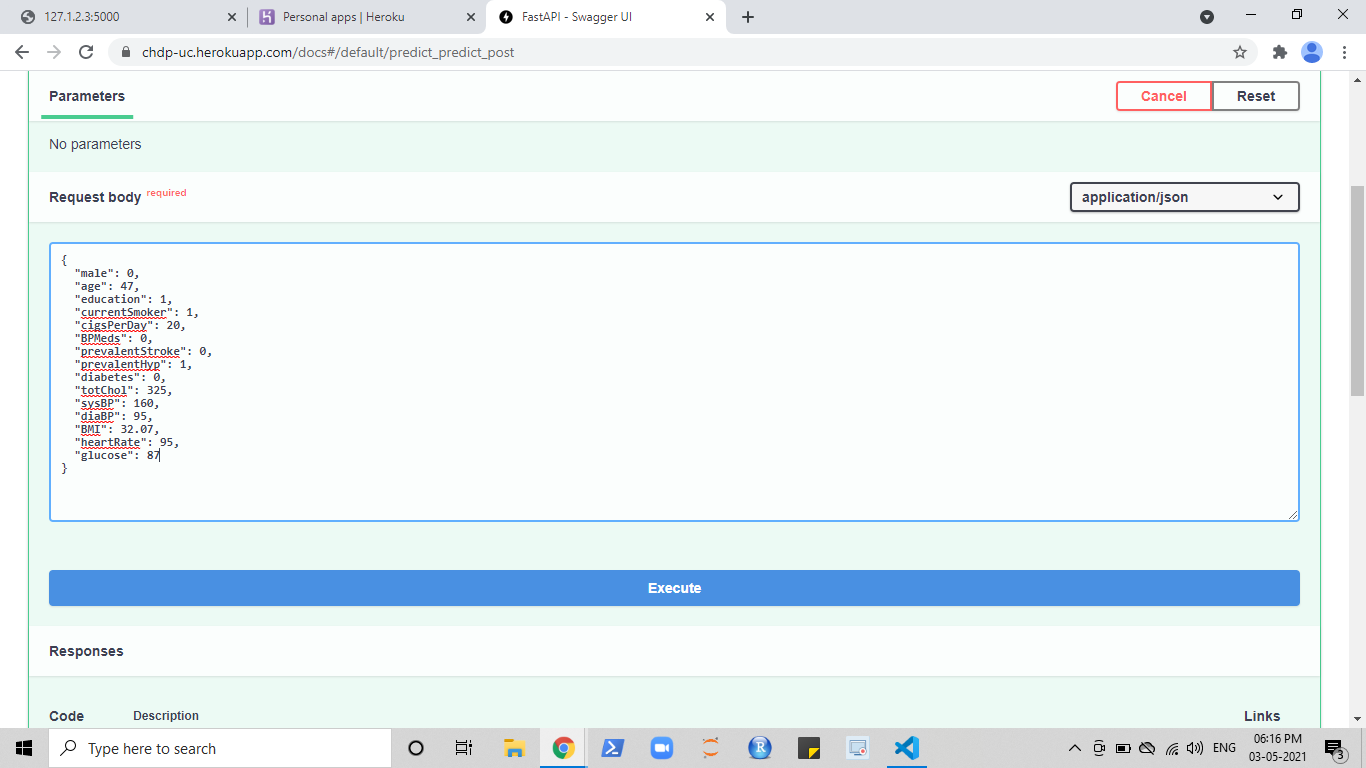 127.1.2.3:5000
Personal apps | Heroku
FastAPI - Swagger UI
chdp-uc.herokuapp.com/docs#/default/predict_predict_post
Parameters
Cancel
Reset
No parameters
Request body required
application/json
{
"male": 0,
"age": 47,
"education": 1,
"currentSmoker": 1,
"cigsPerDay": 20,
"BPMeds": 0,
"prevalentStroke": 0,
"prevalentHyp": 1,
"diabetes": 0,
"totChol": 325,
"sysBP": 160,
"diaBP": 95,
"BMI": 32.07,
"heartRate": 95,
"glucose": 87
}
Execute
Responses
Code
Description
Links
Type here to search
ENG
06:16 PM
03-05-2021
3